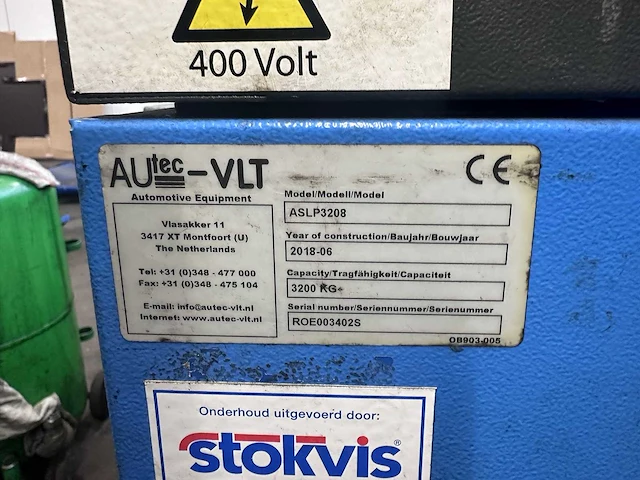 400 Volt
AUtec-VLT
CE
Automotive Equipment
Vlasakker 11
3417 XT Montfoort (U)
The Netherlands
Tel: +31 (0)348 - 477 000
Fax: +31 (0)348 - 475 104
E-mail: info@autec-vlt.nl
Internet: www.autec-vlt.nl
Model/Modell/Model
ASLP3208
Year of construction/Baujahr/Bouwjaar
2018-06
Capacity/Tragfähigkeit/Capaciteit
3200 KG
Serial number/Seriennummer/Serienummer
ROE003402S
OB903-005
Onderhoud uitgevoerd door:
stokvis®